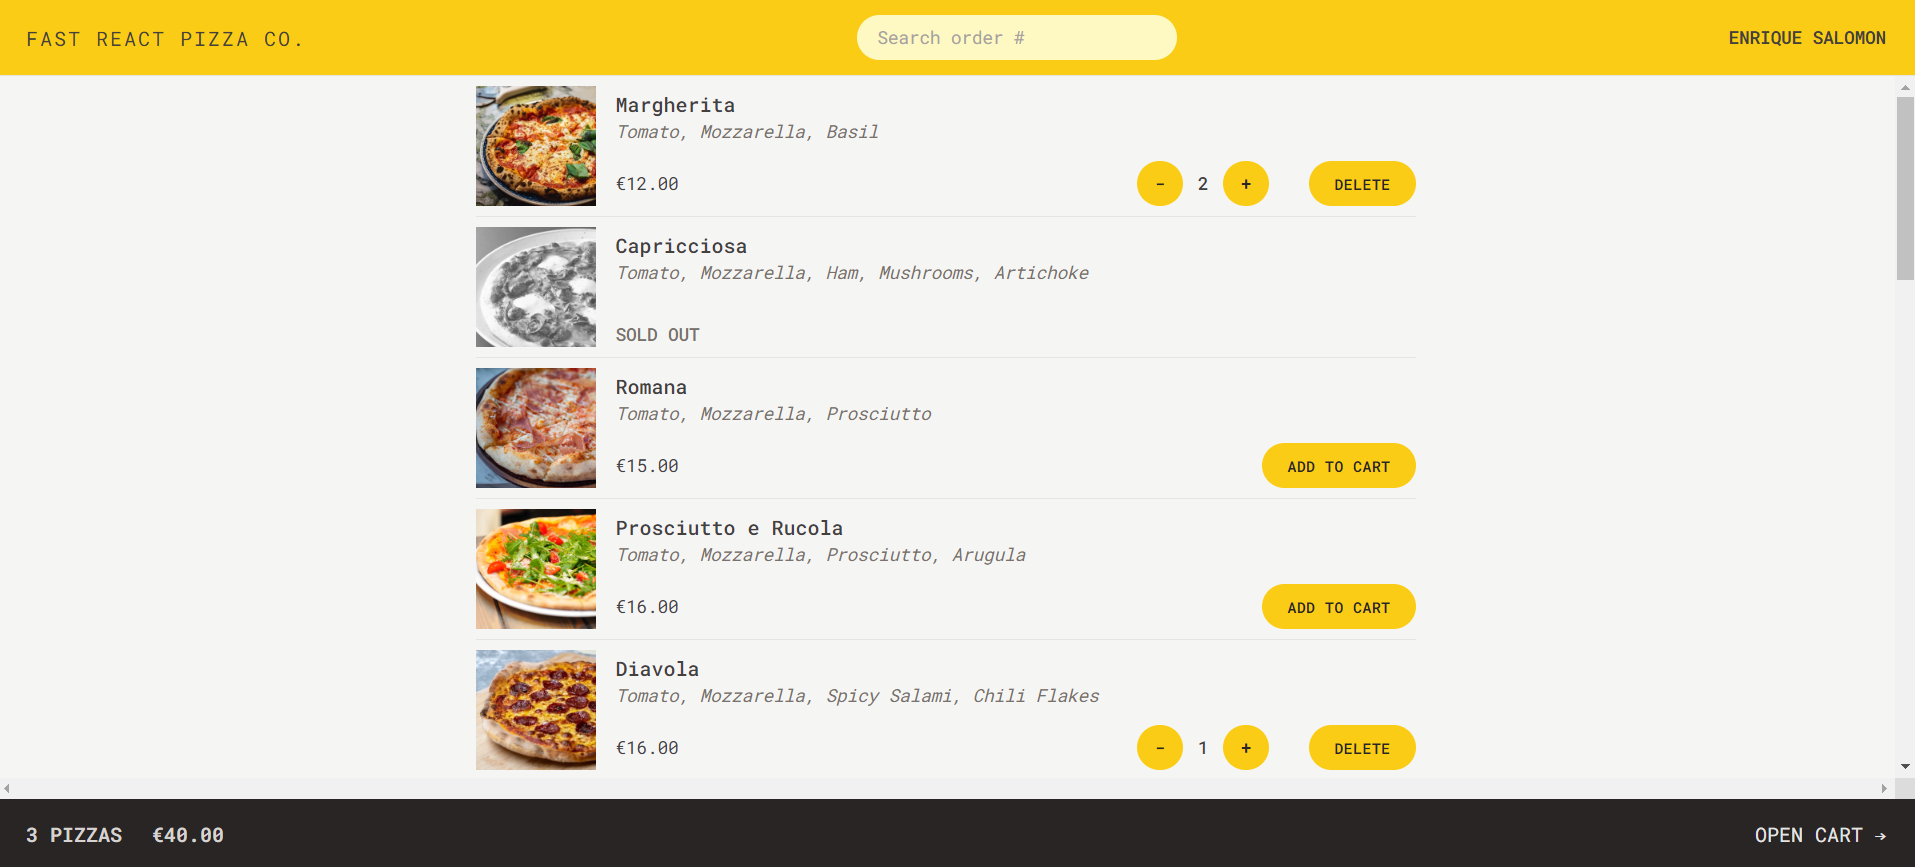 FAST REACT PIZZA CO.
Search order #
ENRIQUE SALOMON
Margherita
Tomato, Mozzarella, Basil
€12.00
- 2 + DELETE
Capricciosa
Tomato, Mozzarella, Ham, Mushrooms, Artichoke
SOLD OUT
Romana
Tomato, Mozzarella, Prosciutto
€15.00
ADD TO CART
Prosciutto e Rucola
Tomato, Mozzarella, Prosciutto, Arugula
€16.00
ADD TO CART
Diavola
Tomato, Mozzarella, Spicy Salami, Chili Flakes
€16.00
- 1 + DELETE
3 PIZZAS €40.00
OPEN CART →